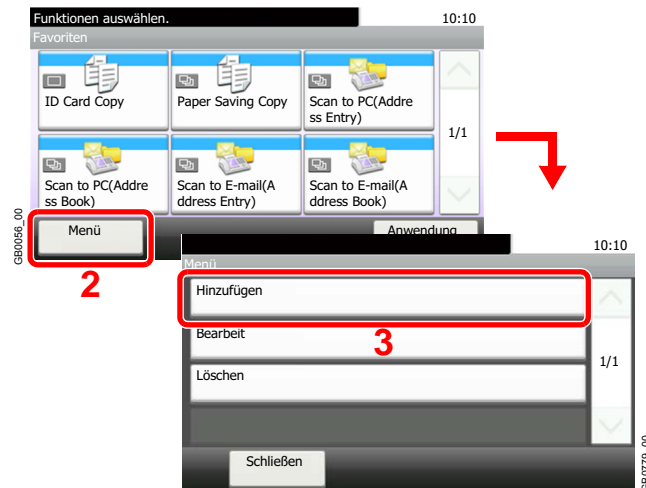 Funktionen auswählen.
10:10
Favoriten
ID Card Copy
Paper Saving Copy
Scan to PC(Addre
ss Entry)
1/1
Scan to PC(Addre
ss Book)
Scan to E-mail(A
ddress Entry)
Scan to E-mail(A
ddress Book)
Menü
Anwendung
GB0056_00
2
10:10
Menü
Hinzufügen
3
Bearbeit
1/1
Löschen
Schließen
GB0779_00